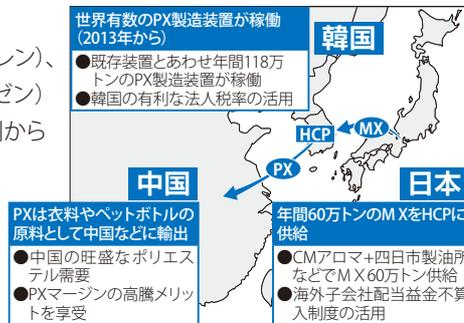 レン)、
ゼン)
引から
世界有数のPX製造装置が稼働
(2013年から)
●既存装置とあわせ年間118万
トンのPX製造装置が稼働
●韓国の有利な法人税率の活用
韓国
HCP
MX
PX
中国
PXは衣料やペットボトルの
原料として中国などに輸出
●中国の旺盛なポリエス
テル需要
●PXマージンの高騰メリッ
トを享受
日本
年間60万トンのMXをHCPに
供給
●CMアロマ+四日市製油所
などでMX60万トン供給
●海外子会社配当益金不算
入制度の活用